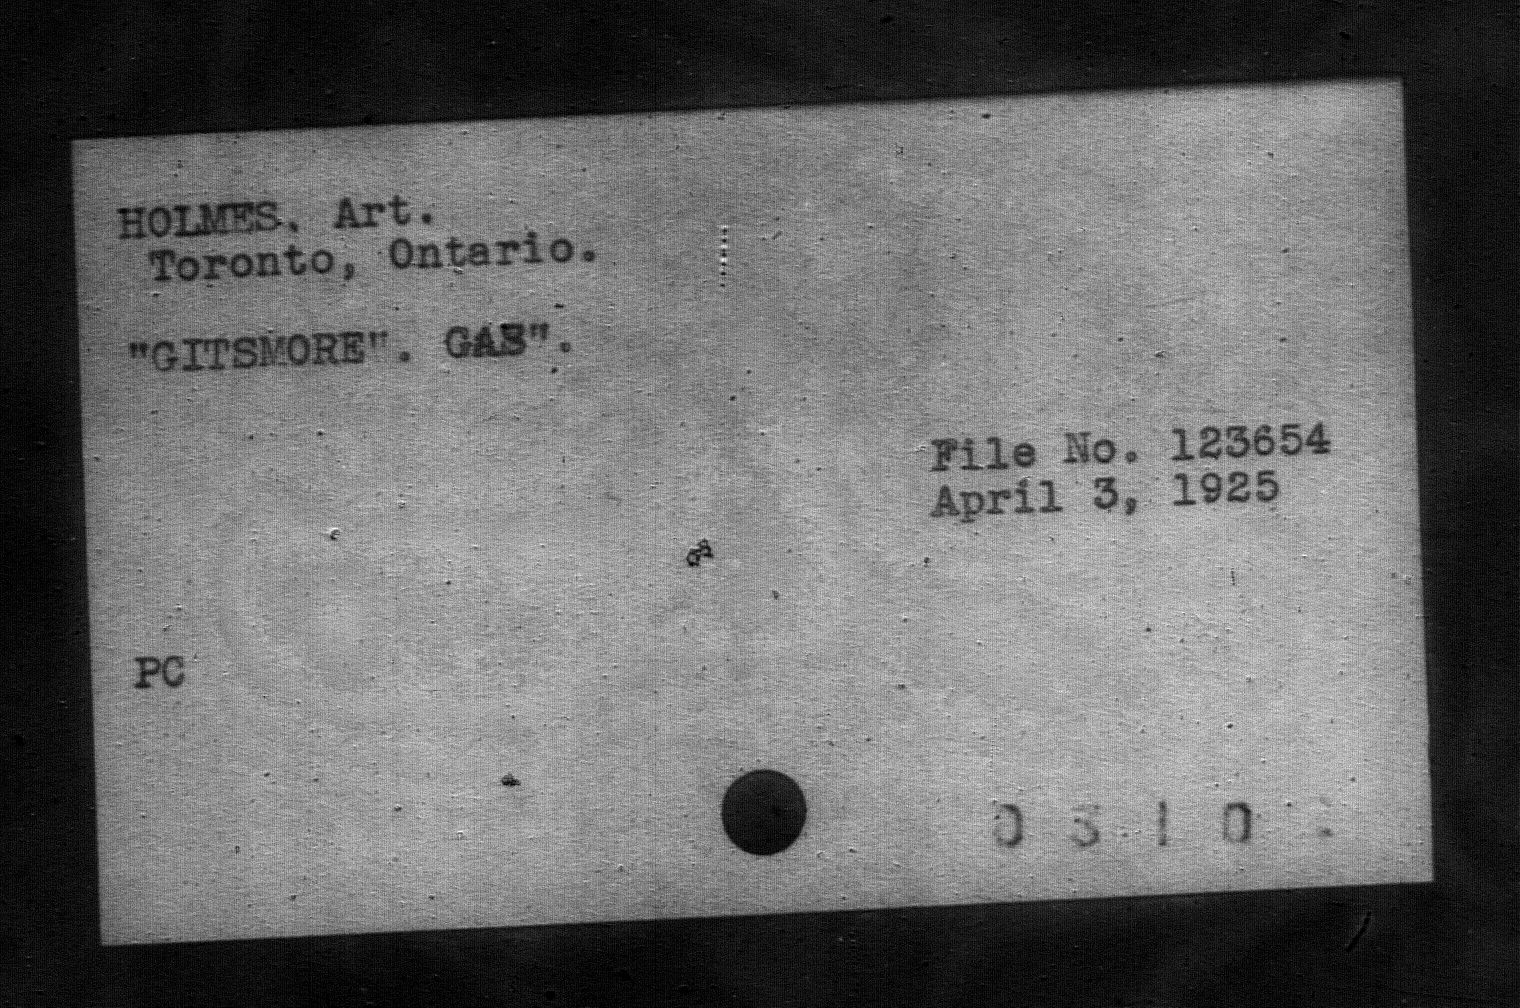 HOLMES, Art.
Toronto, Ontario.
"GITSMORE". GAS".
File No. 123654
April 3, 1925
PC
0 3 1 0